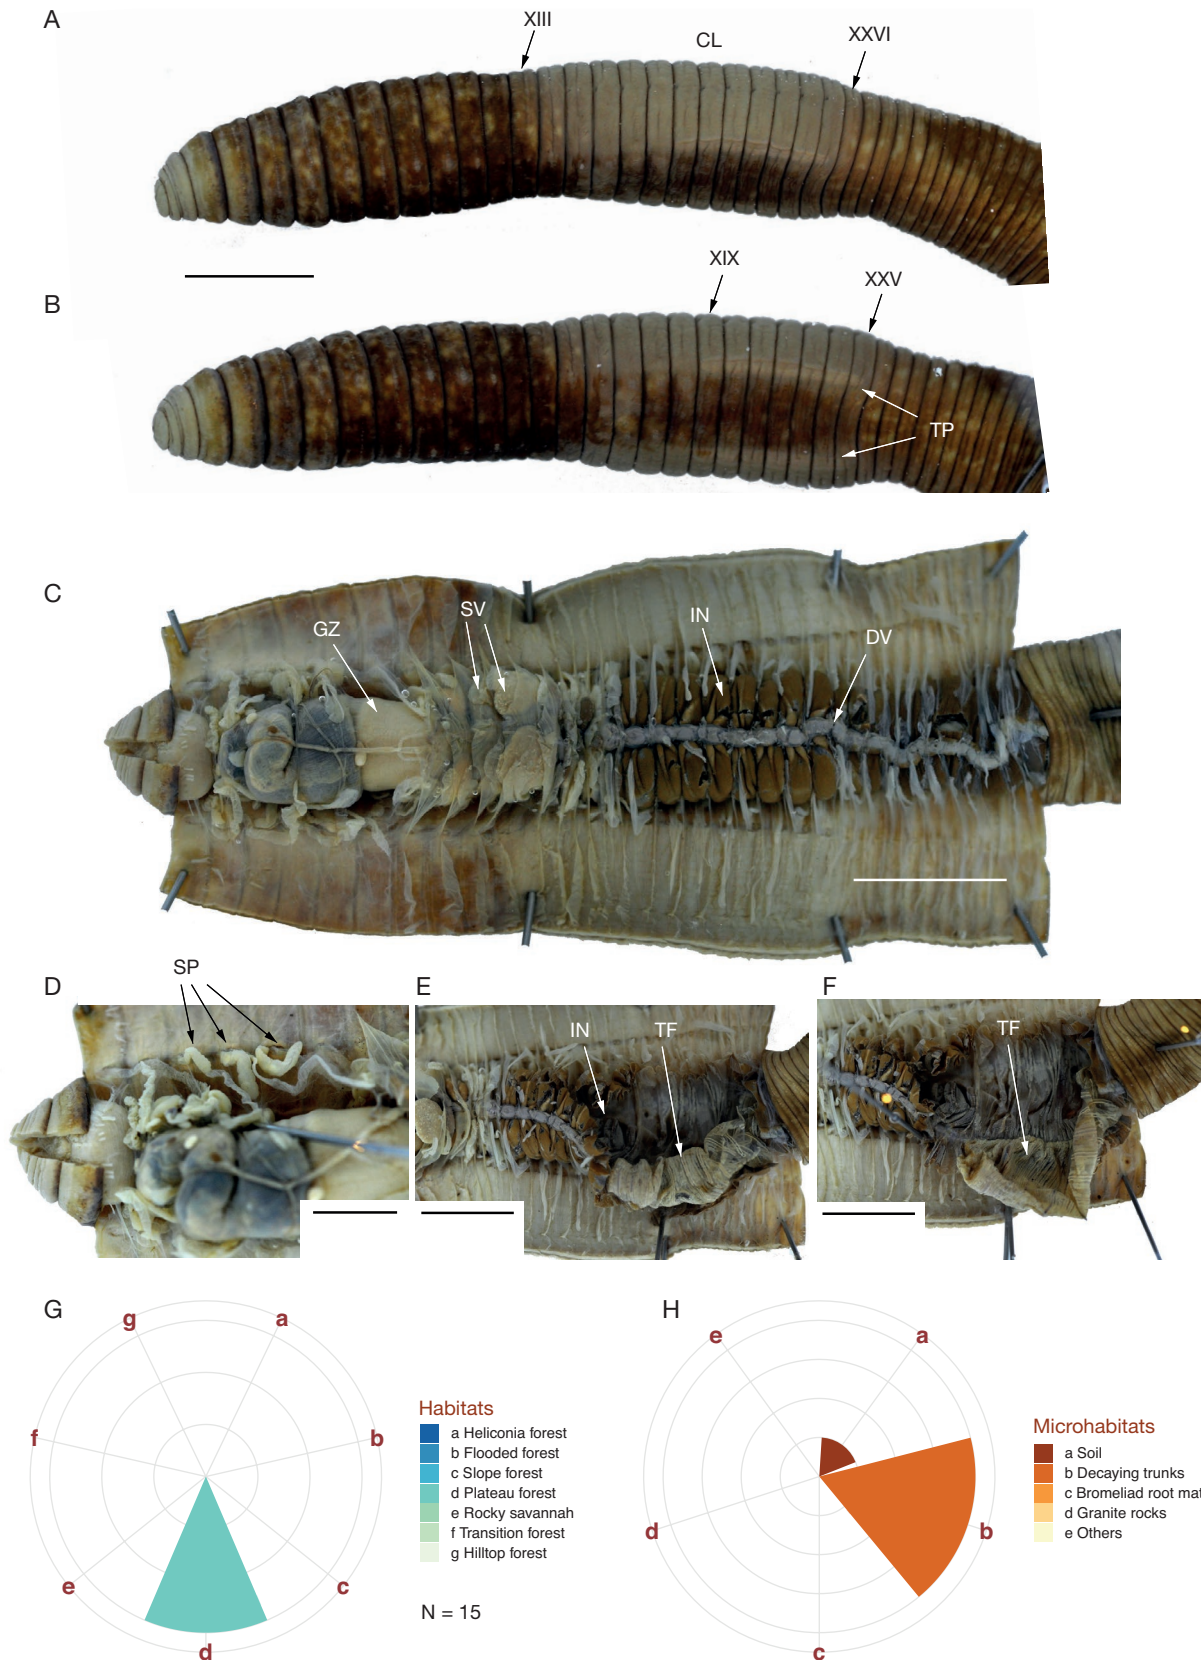 A
XIII
CL
XXVI
B
XIX
XXV
TP
C
GZ
SV
IN
DV
D
SP
E
IN
TF
F
TF
G
g
a
f
b
e
c
d
Habitats
a Heliconia forest
b Flooded forest
c Slope forest
d Plateau forest
e Rocky savannah
f Transition forest
g Hilltop forest
N = 15
H
e
a
d
b
c
Microhabitats
a Soil
b Decaying trunks
c Bromeliad root mat
d Granite rocks
e Others